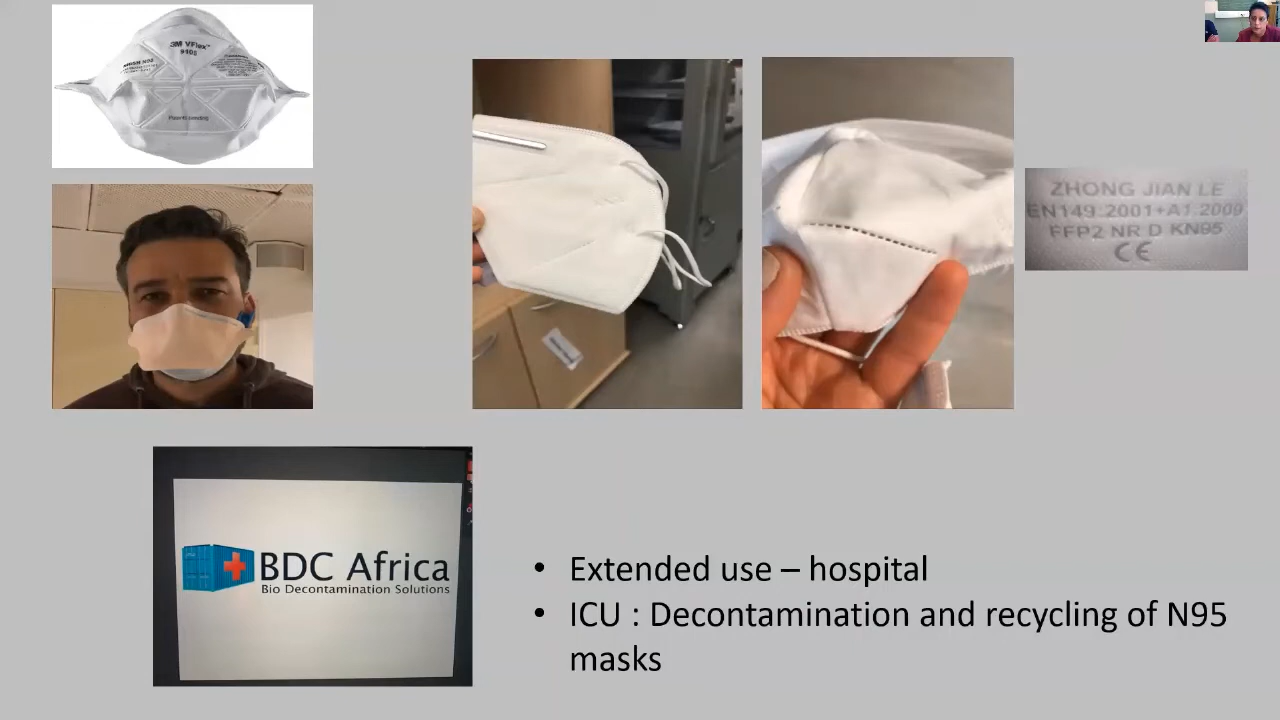 3M VFlex™
9105
ZHONG JIAN LE
EN149:2001+A1:2009
FFP2 NR D KN95
CE
BDC Africa
Bio Decontamination Solutions
• Extended use – hospital
• ICU : Decontamination and recycling of N95
masks